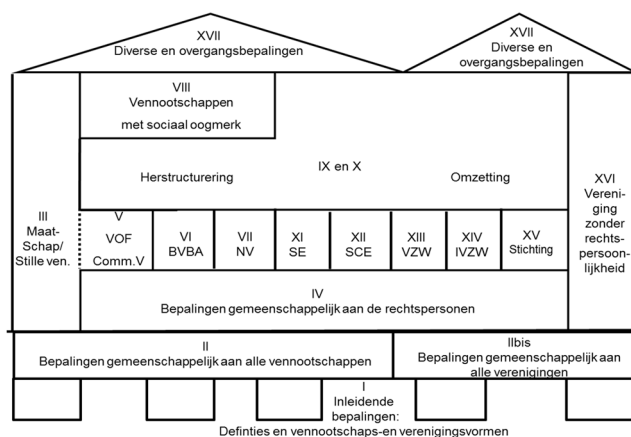 XVII
Diverse en overgangsbepalingen
XVII
Diverse en
overgangsbepalingen
VIII
Vennootschappen
met sociaal oogmerk
IX en X
Herstructurering
Omzetting
III
Maat-
Schap/
Stille ven.
V
VOF
Comm.V
VI
BVBA
VII
NV
XI
SE
XII
SCE
XIII
VZW
XIV
IVZW
XV
Stichting
XVI
Vereni-
ging
zonder
rechts-
persoon-
lijkheid
IV
Bepalingen gemeenschappelijk aan de rechtspersonen
II
Bepalingen gemeenschappelijk aan alle vennootschappen
IIbis
Bepalingen gemeenschappelijk aan
alle verenigingen
I
Inleidende
bepalingen:
Definties en vennootschaps-en verenigingsvormen